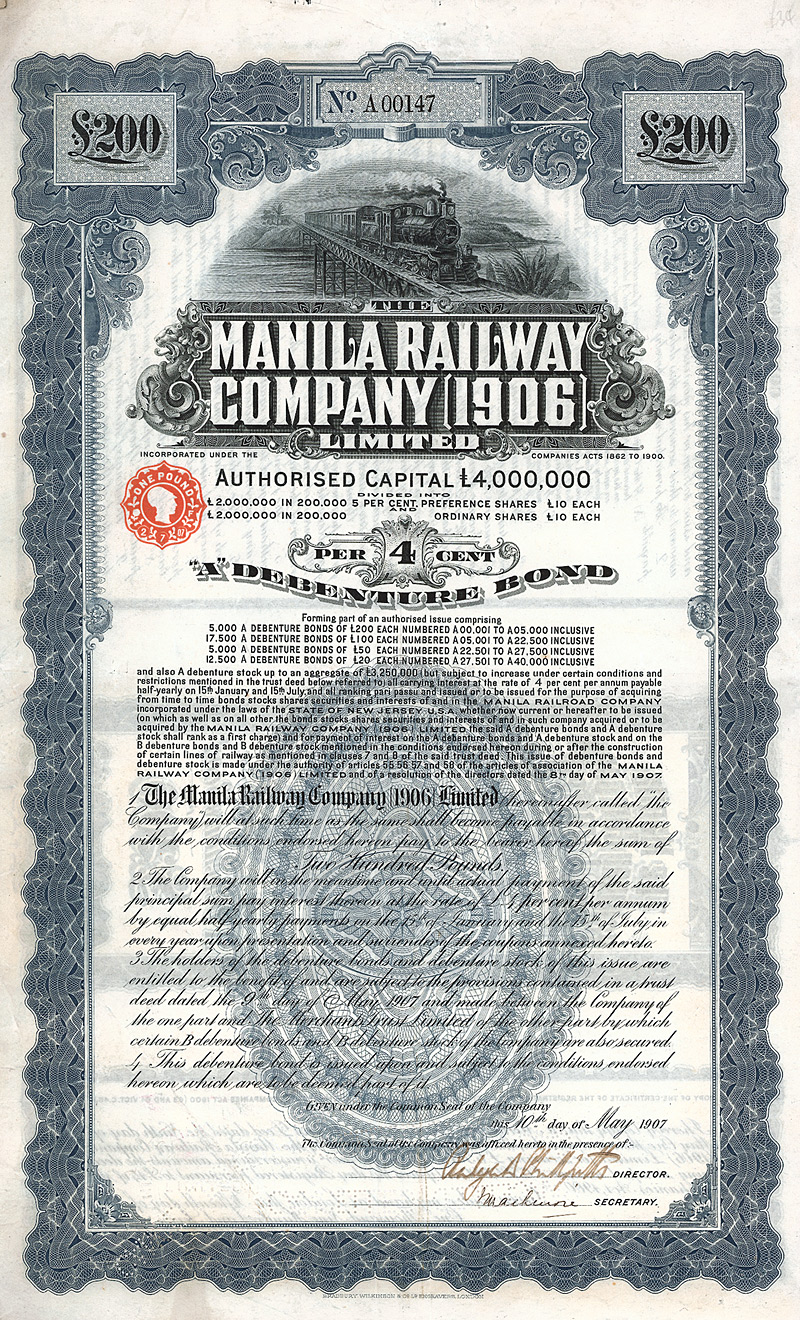 £200
Nº. A 00147
£200
THE
MANILA RAILWAY
COMPANY (1906)
LIMITED
INCORPORATED UNDER THE COMPANIES ACTS 1862 TO 1900.
AUTHORISED CAPITAL £4,000,000
DIVIDED INTO
£2.000.000 IN 200,000 5 PER CENT. PREFERENCE SHARES £10 EACH
AND
£2.000.000 IN 200,000 ORDINARY SHARES £10 EACH
ONE POUND
PER 4 CENT
"A" DEBENTURE BOND
Forming part of an authorised issue comprising
5.000 A DEBENTURE BONDS OF £200 EACH NUMBERED A 00.001 TO A 05.000 INCLUSIVE
17.500 A DEBENTURE BONDS OF £100 EACH NUMBERED A 05.001 TO A 22.500 INCLUSIVE
5.000 A DEBENTURE BONDS OF £50 EACH NUMBERED A 22.501 TO A 27,500 INCLUSIVE
12.500 A DEBENTURE BONDS OF £20 EACH NUMBERED A 27.501 TO A 40,000 INCLUSIVE
and also A debenture stock up to an aggregate of £3,250,000 (but subject to increase under certain conditions and
restrictions mentioned in the trust deed below referred to) all carrying interest at the rate of 4 per cent per annum payable
half-yearly on 15th January and 15th July, and all ranking pari passu and issued or to be issued for the purpose of acquiring
from time to time bonds stocks shares securities and interests of and in the MANILA RAILROAD COMPANY
incorporated under the laws of the STATE OF NEW JERSEY U.S.A. whether now current or hereafter to be issued
(on which as well as on all other the bonds stocks shares securities and interests of and in such company acquired or to be
acquired by the MANILA RAILWAY COMPANY (1906) LIMITED the said A debenture bonds and A debenture
stock shall rank as a first charge) and for payment of interest on the A debenture bonds and A debenture stock and on the
B debenture bonds and B debenture stock mentioned in the conditions endorsed hereon during or after the construction
of certain lines of railway as mentioned in clauses 7 and 9 of the said trust deed. This issue of debenture bonds and
debenture stock is made under the authority of articles 55.56.57. and 58 of the articles of association of the MANILA
RAILWAY COMPANY (1906) LIMITED and of a resolution of the directors dated the 8th day of MAY 1907.
1 The Manila Railway Company (1906) Limited (hereinafter called "the
Company) will at such time as the same shall become payable in accordance
with the conditions endorsed hereon pay to the bearer hereof the sum of
Two Hundred Pounds.
2. The Company will in the meantime and until actual payment of the said
principal sum pay interest thereon at the rate of £4 per cent per annum
by equal half yearly payments on the 15th of January and the 15th of July in
every year upon presentation and surrender of the coupons annexed hereto.
3. The holders of the debenture bonds and debenture stock of this issue are
entitled to the benefit of and are subject to the provisions contained in a trust
deed dated the 9th day of May 1907 and made between the Company of
the one part and The Merchants Trust Limited of the other part by which
certain B debenture bonds and B debenture stock of the Company are also secured.
4. This debenture bond is issued upon and subject to the conditions endorsed
hereon which are to be deemed part of it.
GIVEN under the Common Seal of the Company
this 10th day of May 1907
The Common Seal of the Company was affixed hereto in the presence of:-
DIRECTOR.
SECRETARY.
BRADBURY, WILKINSON & Co. Ld. ENGRAVERS, LONDON.